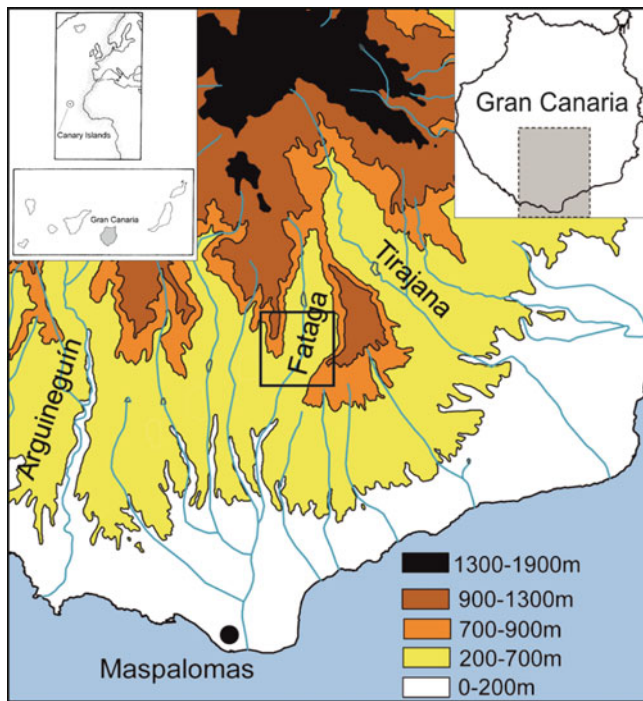 Canary Islands
Gran Canaria
Gran Canaria
Tirajana
Fataga
Arguineguín
1300-1900m
900-1300m
700-900m
200-700m
0-200m
Maspalomas